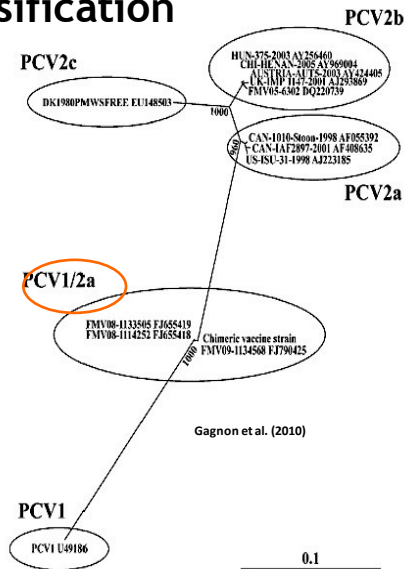 sification
PCV2b
HUN-375-2003 AY256460
CHI-HENAN-2005 AY969004
AUSTRIA-AUT5-2003 AY424405
UK-IMP 1147-2001 AJ293869
FMV05-6302 DQ220739
PCV2c
DK1980PMWSFREE EU148503
1000
960
CAN-1010-Stoon-1998 AF055392
CAN-IAF2897-2001 AF408635
US-ISU-31-1998 AJ223185
PCV2a
PCV1/2a
FMV08-1133505 FJ655419
FMV08-1114252 FJ655418
Chimeric vaccine strain
FMV09-1134568 FJ790425
1000
Gagnon et al. (2010)
PCV1
PCV1 U49186
0.1